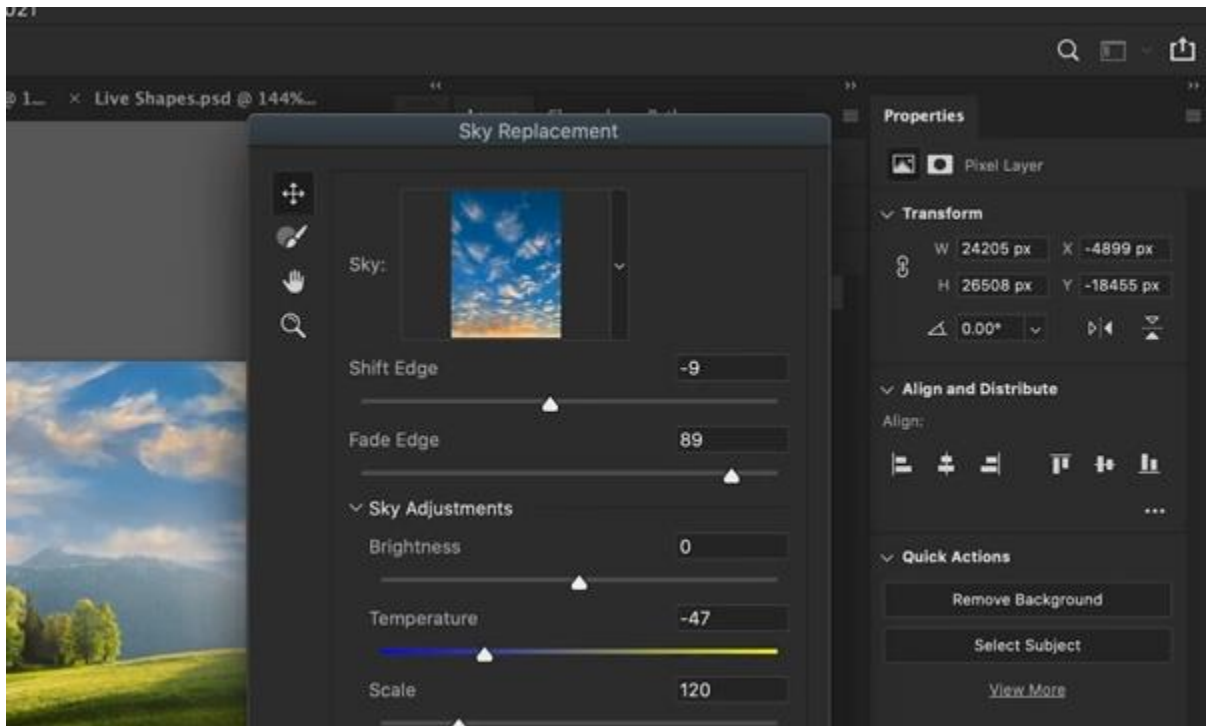 2021
@ 1... × Live Shapes.psd @ 144%...
Sky Replacement
Sky:
Shift Edge -9
Fade Edge 89
Sky Adjustments
Brightness 0
Temperature -47
Scale 120
Properties
Pixel Layer
Transform
W 24205 px X -4899 px
H 26508 px Y -18455 px
0.00°
Align and Distribute
Align:
Quick Actions
Remove Background
Select Subject
View More